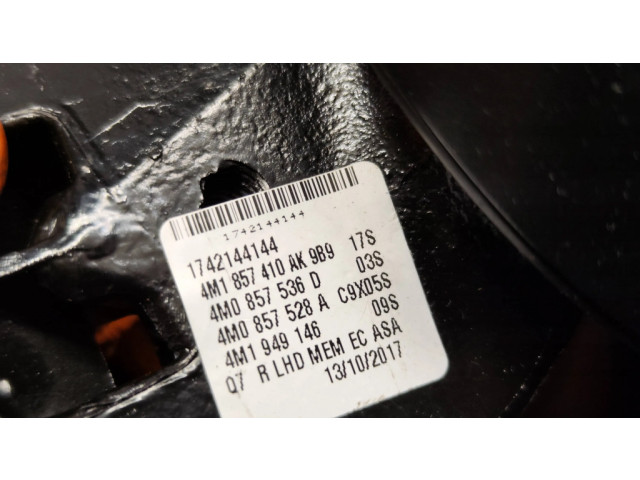 1742144144
1742144144
4M1 857 410 AK 9B9 17S
4M0 857 536 D 03S
4M0 857 528 A C9X05S
4M1 949 146 09S
Q7 R LHD MEM EC ASA
13/10/2017